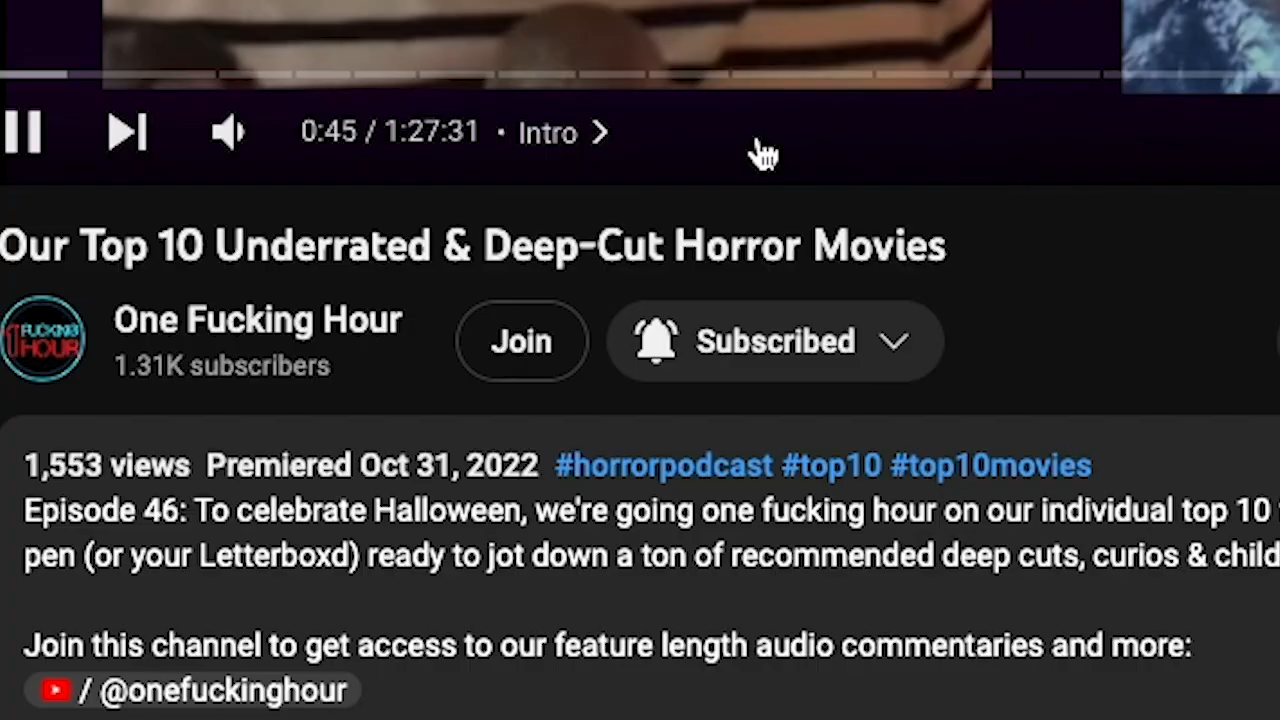 0:45 / 1:27:31 • Intro
Our Top 10 Underrated & Deep-Cut Horror Movies
1 FUCKING
HOUR
One Fucking Hour
1.31K subscribers
Join
Subscribed
1,553 views Premiered Oct 31, 2022 #horrorpodcast #top10 #top10movies
Episode 46: To celebrate Halloween, we're going one fucking hour on our individual top 10
pen (or your Letterboxd) ready to jot down a ton of recommended deep cuts, curios & child
Join this channel to get access to our feature length audio commentaries and more:
/ @onefuckinghour